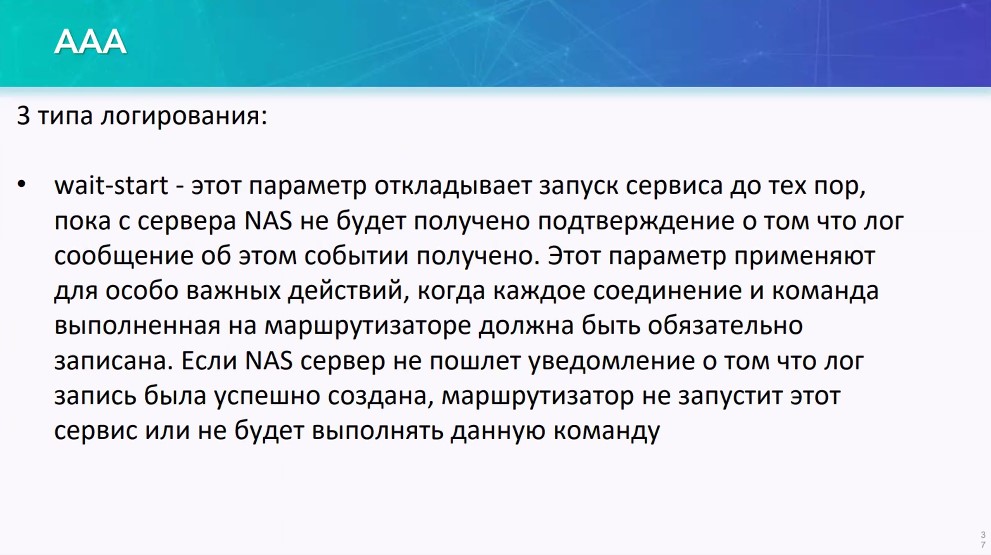 AAA
3 типа логирования:
• wait-start - этот параметр откладывает запуск сервиса до тех пор,
пока с сервера NAS не будет получено подтверждение о том что лог
сообщение об этом событии получено. Этот параметр применяют
для особо важных действий, когда каждое соединение и команда
выполненная на маршрутизаторе должна быть обязательно
записана. Если NAS сервер не пошлет уведомление о том что лог
запись была успешно создана, маршрутизатор не запустит этот
сервис или не будет выполнять данную команду
3
7